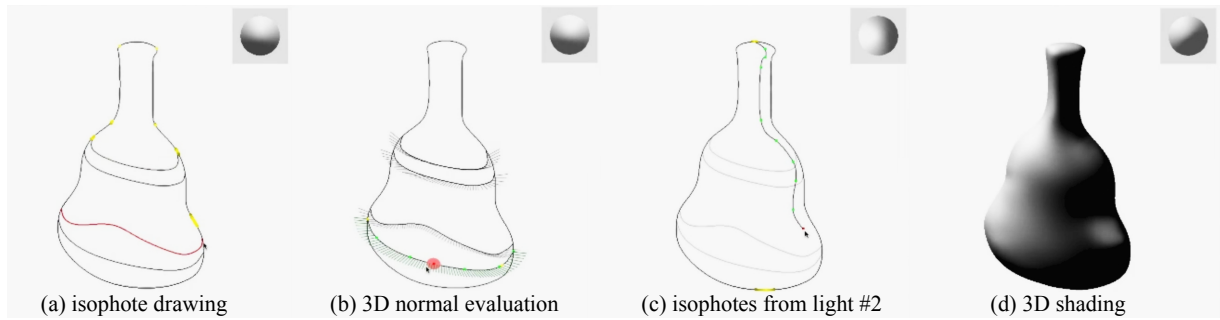 (a) isophote drawing
(b) 3D normal evaluation
(c) isophotes from light #2
(d) 3D shading